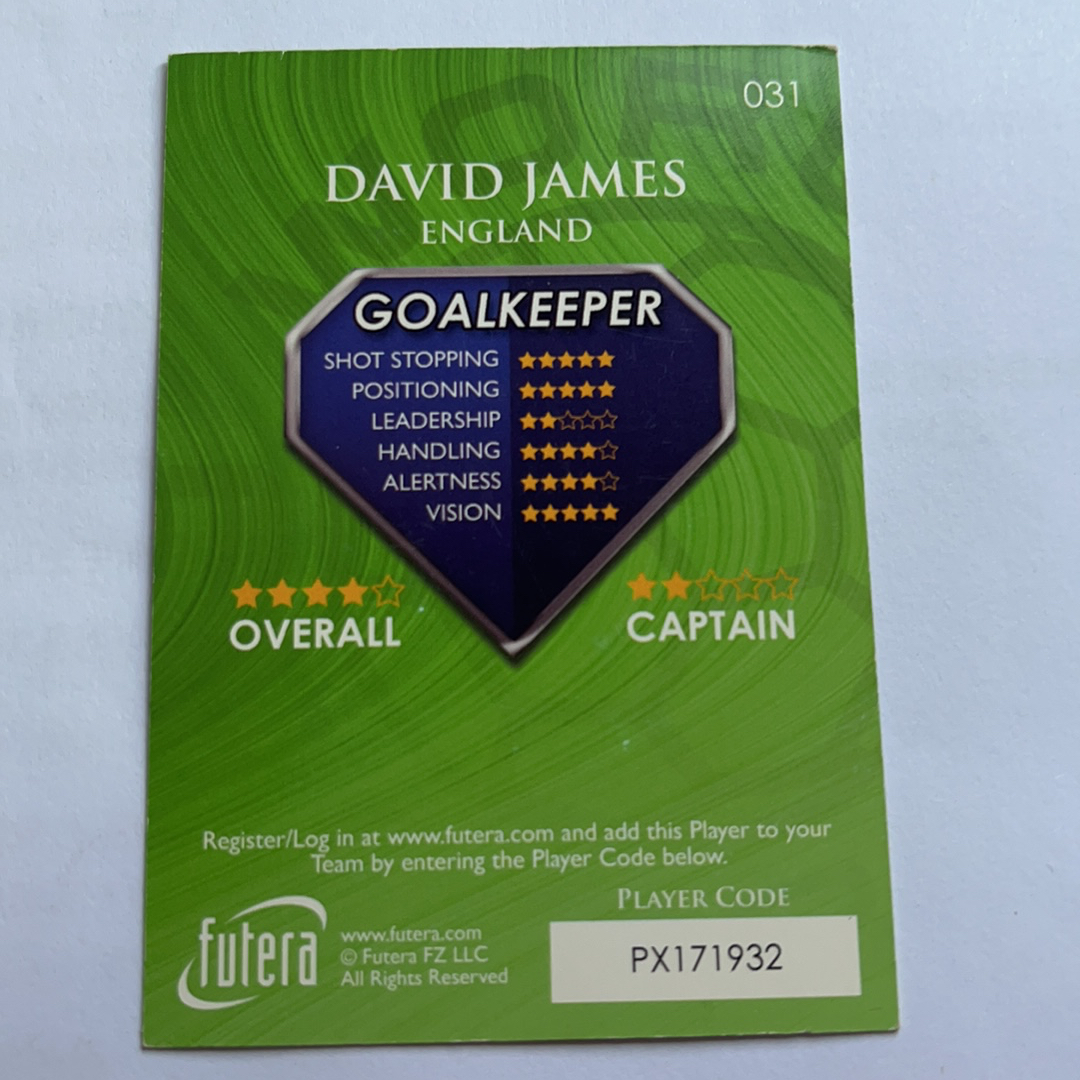 031
DAVID JAMES
ENGLAND
GOALKEEPER
SHOT STOPPING
POSITIONING
LEADERSHIP
HANDLING
ALERTNESS
VISION
OVERALL
CAPTAIN
Register/Log in at www.futera.com and add this Player to your
Team by entering the Player Code below.
PLAYER CODE
futera
www.futera.com
© Futera FZ LLC
All Rights Reserved
PX171932